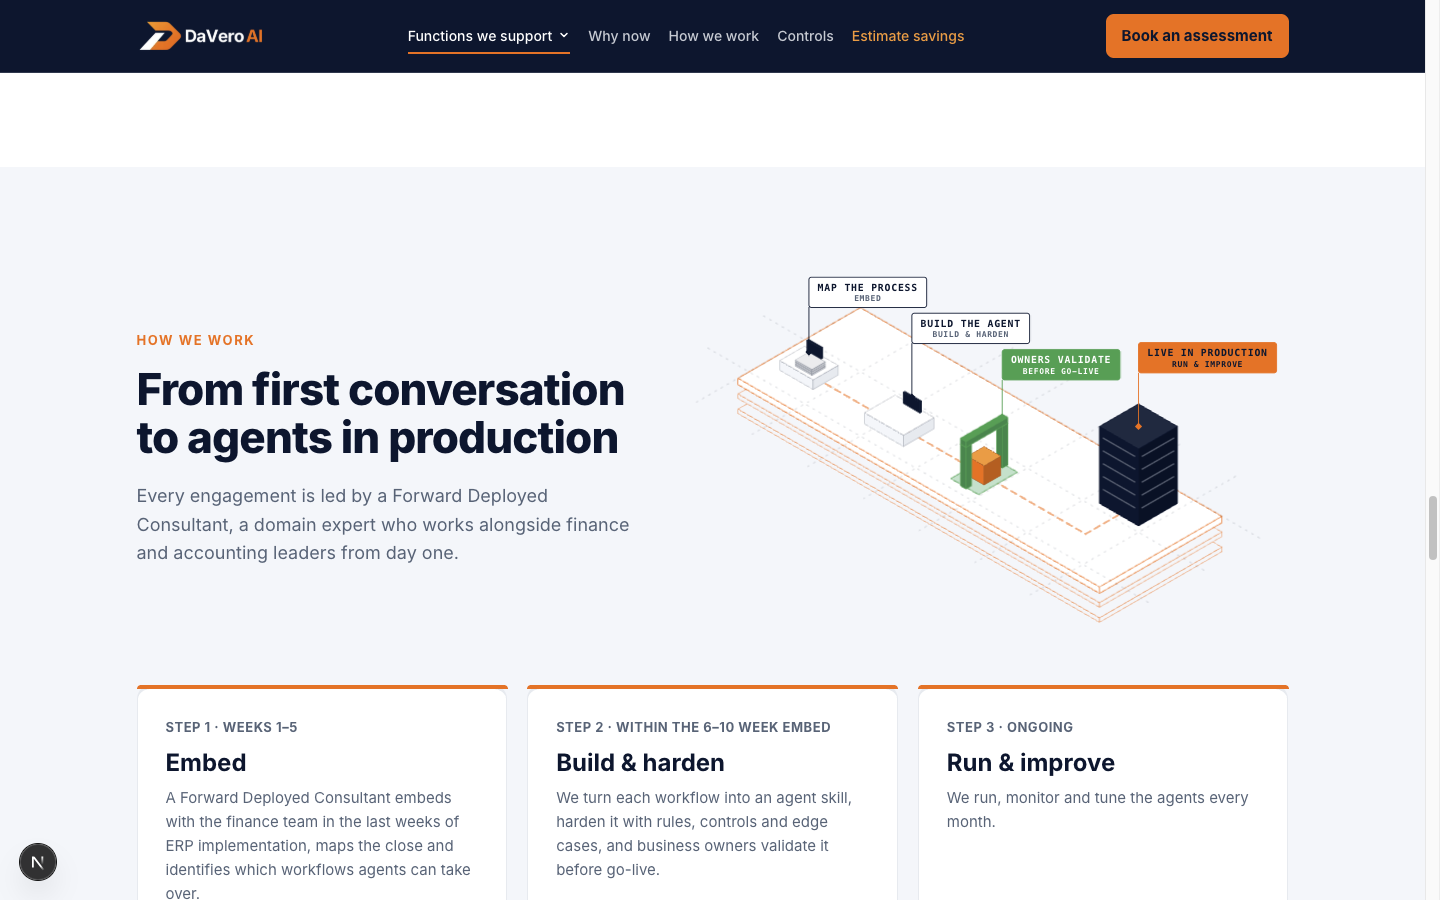 DaVero AI
Functions we support
Why now
How we work
Controls
Estimate savings
Book an assessment
HOW WE WORK
From first conversation
to agents in production
Every engagement is led by a Forward Deployed
Consultant, a domain expert who works alongside finance
and accounting leaders from day one.
MAP THE PROCESS
EMBED
BUILD THE AGENT
BUILD & HARDEN
OWNERS VALIDATE
BEFORE GO-LIVE
LIVE IN PRODUCTION
RUN & IMPROVE
STEP 1 · WEEKS 1–5
Embed
A Forward Deployed Consultant embeds
with the finance team in the last weeks of
ERP implementation, maps the close and
identifies which workflows agents can take
over.
STEP 2 · WITHIN THE 6–10 WEEK EMBED
Build & harden
We turn each workflow into an agent skill,
harden it with rules, controls and edge
cases, and business owners validate it
before go-live.
STEP 3 · ONGOING
Run & improve
We run, monitor and tune the agents every
month.
N